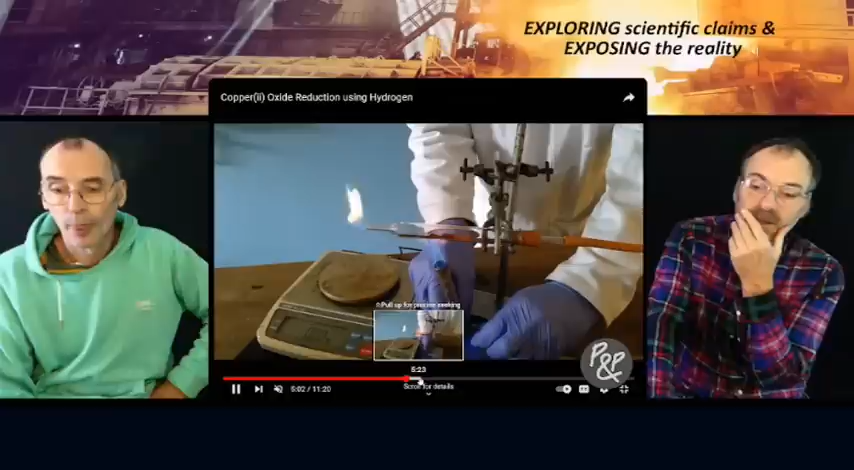 EXPLORING scientific claims &
EXPOSING the reality
Copper(ii) Oxide Reduction using Hydrogen
Pull up for precise seeking
5:23
5:02 / 11:20
Scroll for details
P&P